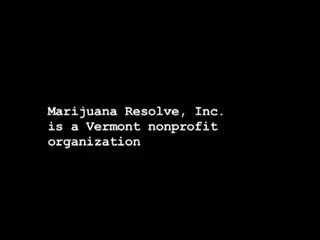 Marijuana Resolve, Inc.
is a Vermont nonprofit
organization